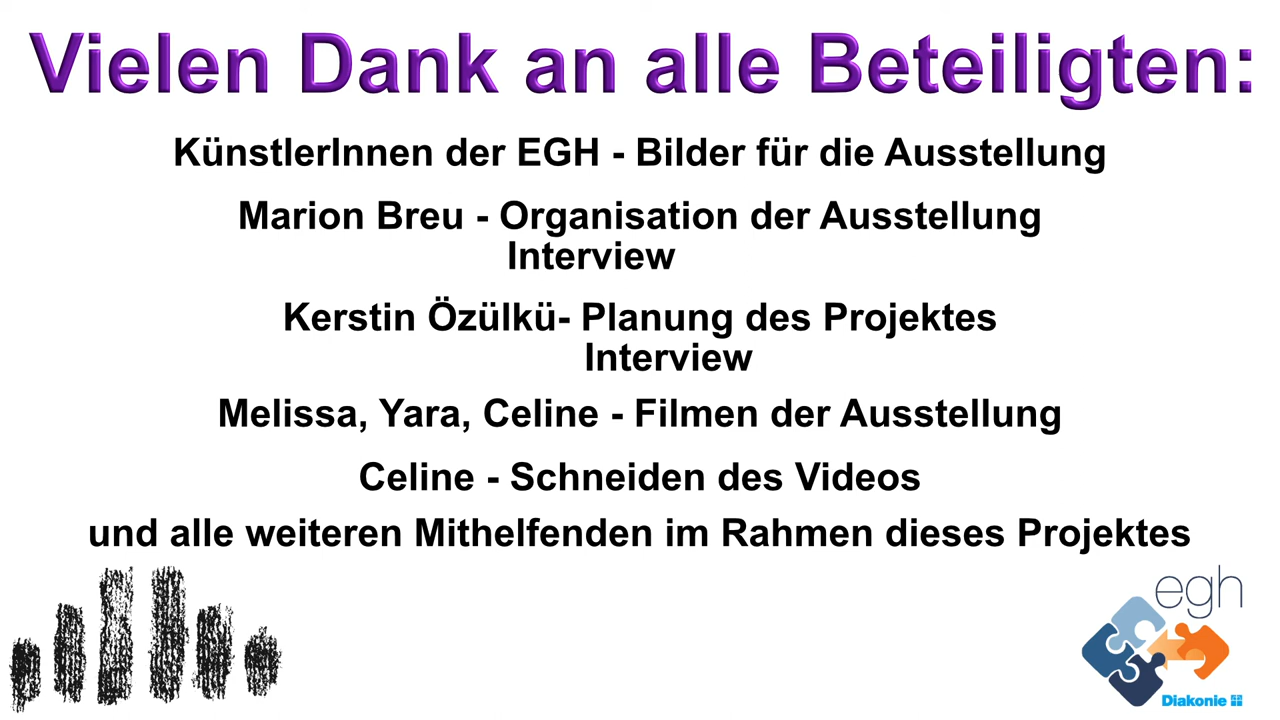 Vielen Dank an alle Beteiligten:
KünstlerInnen der EGH - Bilder für die Ausstellung
Marion Breu - Organisation der Ausstellung
Interview
Kerstin Özülkü- Planung des Projektes
Interview
Melissa, Yara, Celine - Filmen der Ausstellung
Celine - Schneiden des Videos
und alle weiteren Mithelfenden im Rahmen dieses Projektes
egh
Diakonie